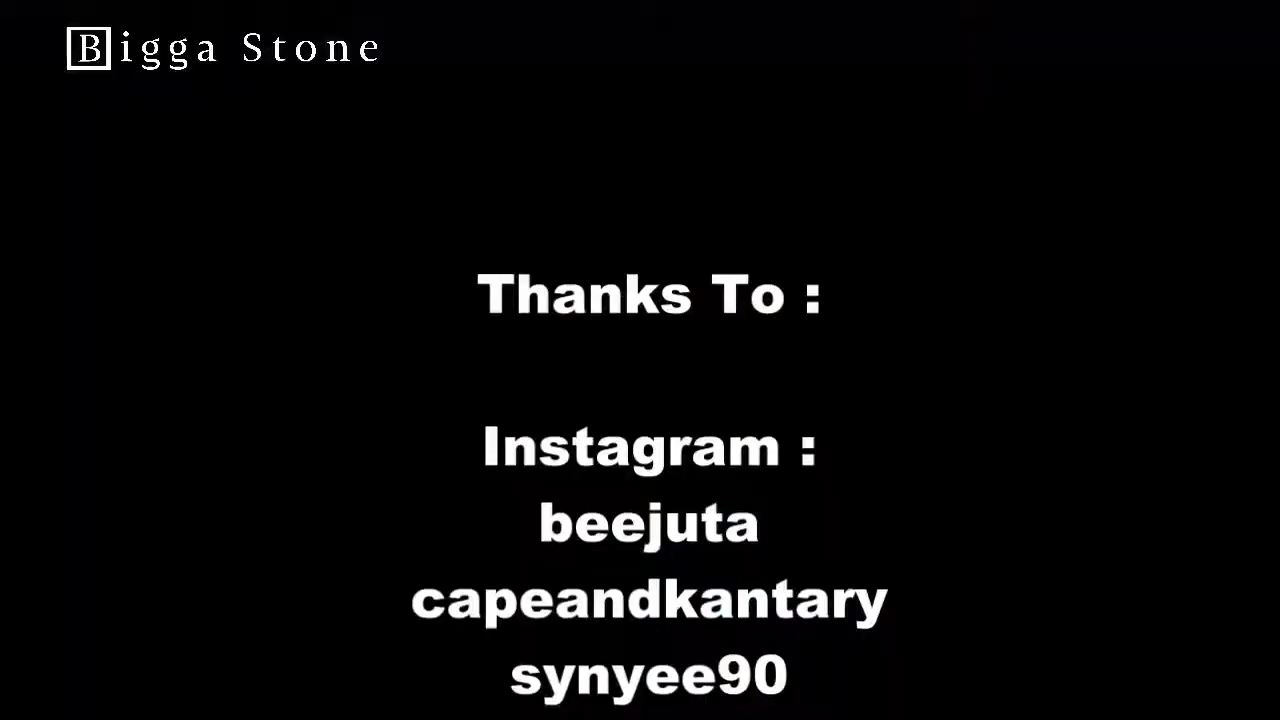 Bigga Stone
Thanks To :
Instagram :
beejuta
capeandkantary
synyee90